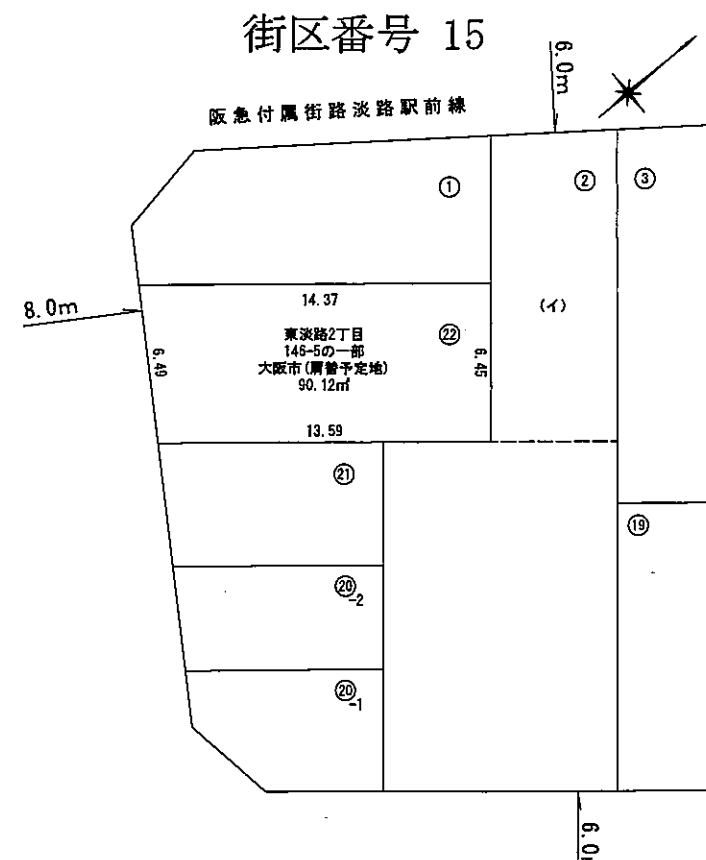 街区番号 15
6.0m
阪急付属街路淡路駅前線
①
②
③
8.0m
14.37
(イ)
東淡路2丁目
㉒
146-5の一部
大阪市(買替予定地)
90.12㎡
6.49
6.45
13.59
㉑
⑲
⑳-2
⑳-1